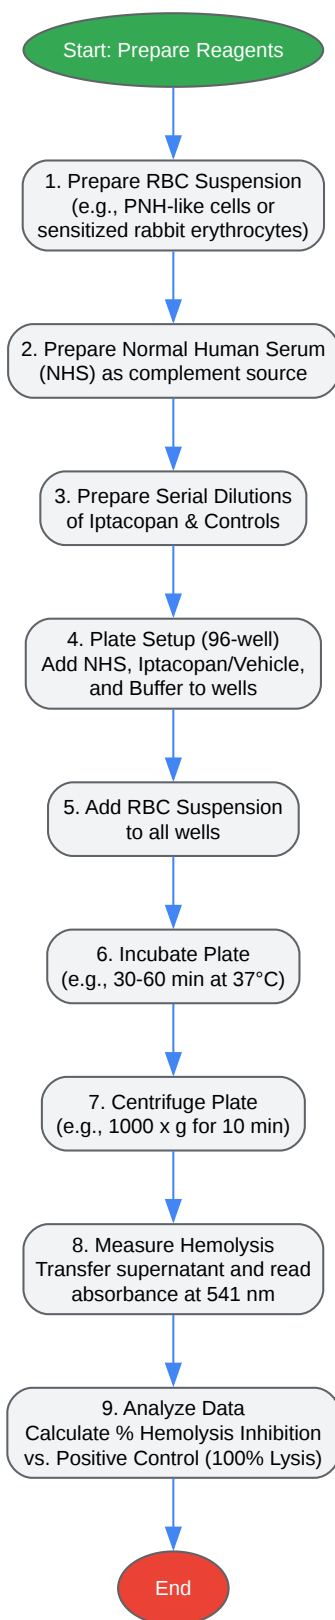 Start: Prepare Reagents
1. Prepare RBC Suspension
(e.g., PNH-like cells or
sensitized rabbit erythrocytes)
2. Prepare Normal Human Serum
(NHS) as complement source
3. Prepare Serial Dilutions
of Iptacopan & Controls
4. Plate Setup (96-well)
Add NHS, Iptacopan/Vehicle,
and Buffer to wells
5. Add RBC Suspension
to all wells
6. Incubate Plate
(e.g., 30-60 min at 37°C)
7. Centrifuge Plate
(e.g., 1000 x g for 10 min)
8. Measure Hemolysis
Transfer supernatant and read
absorbance at 541 nm
9. Analyze Data
Calculate % Hemolysis Inhibition
vs. Positive Control (100% Lysis)
End